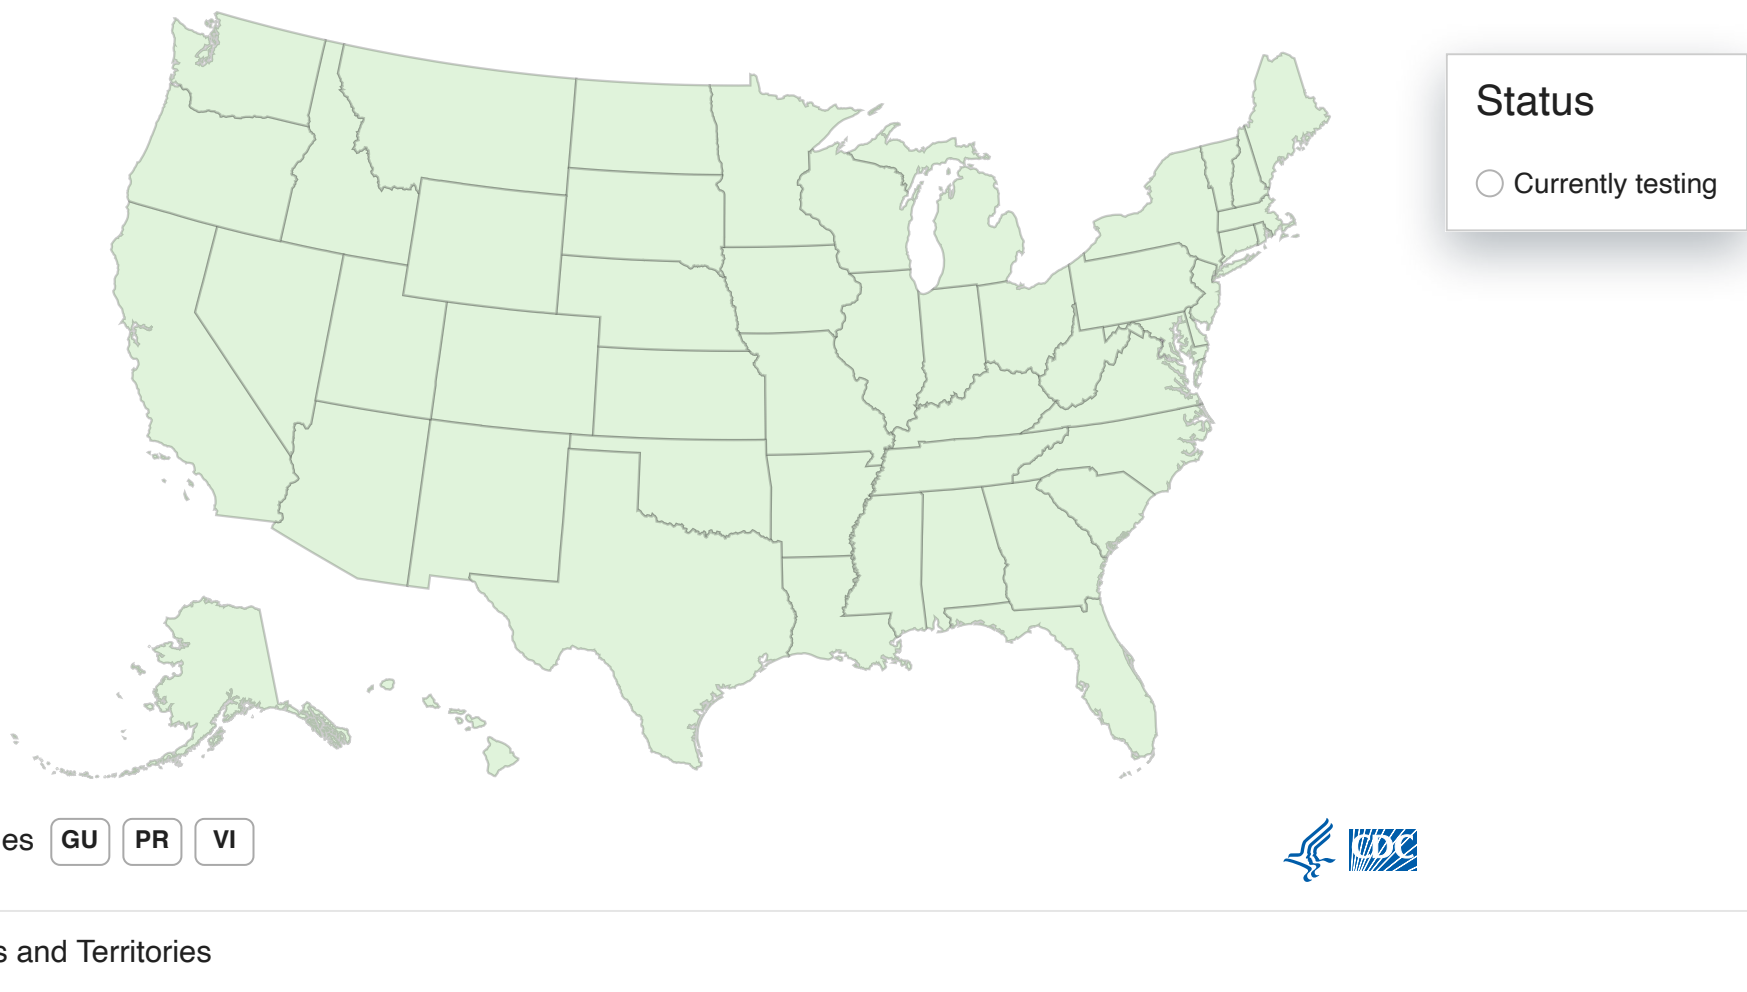 Status
Currently testing
es GU PR VI
CDC
s and Territories